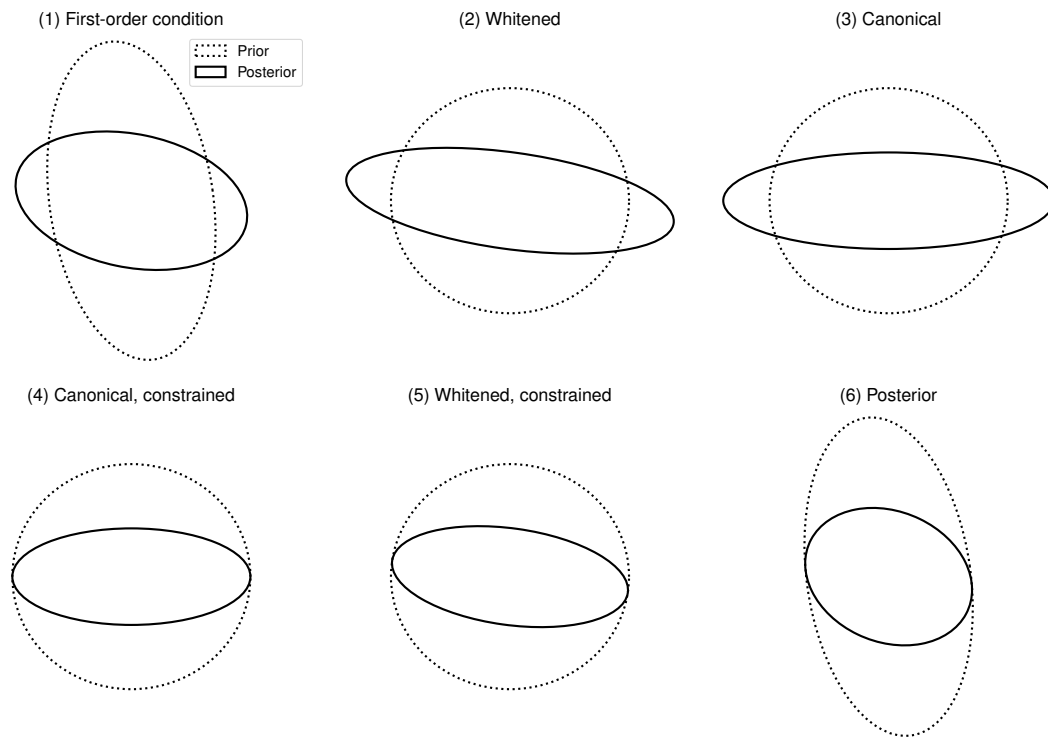 (1) First-order condition
(2) Whitened
(3) Canonical
Prior
Posterior
(4) Canonical, constrained
(5) Whitened, constrained
(6) Posterior